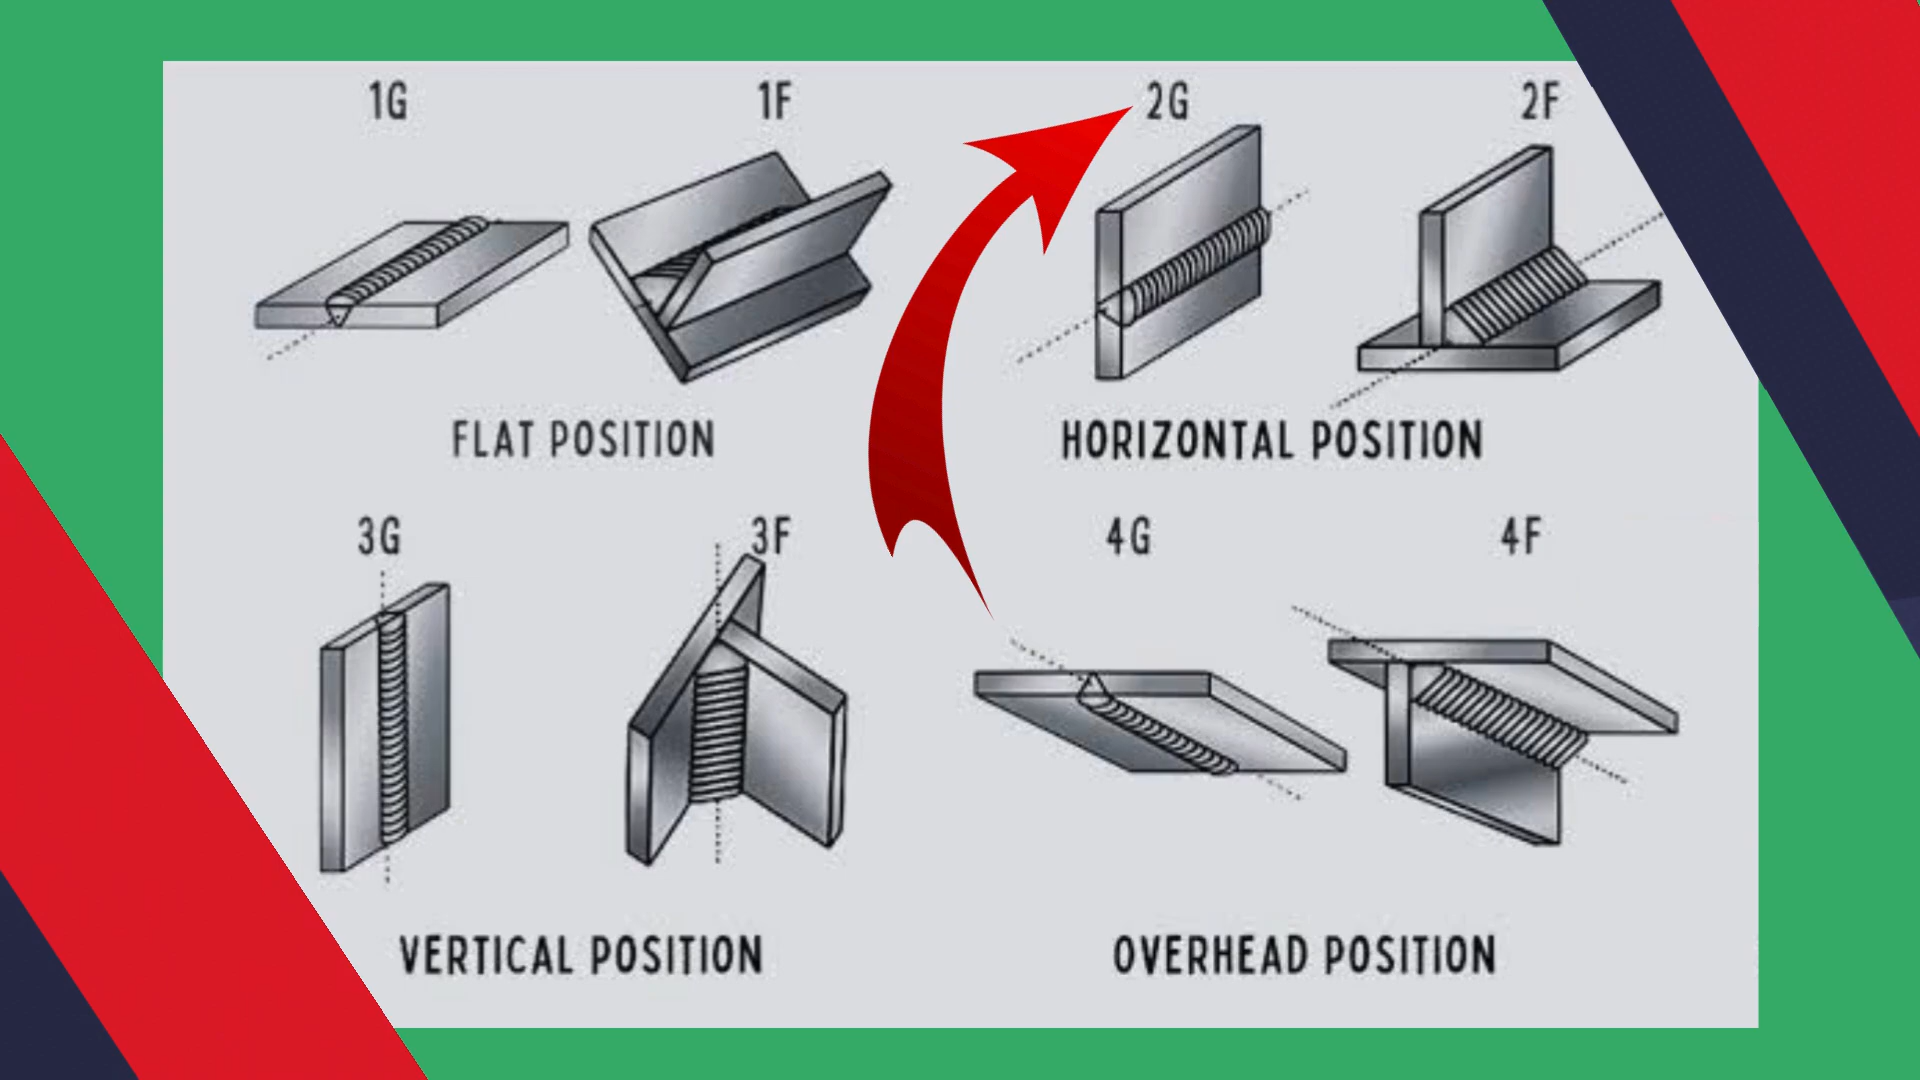 1G 1F 2G 2F
FLAT POSITION HORIZONTAL POSITION
3G 3F 4G 4F
VERTICAL POSITION OVERHEAD POSITION